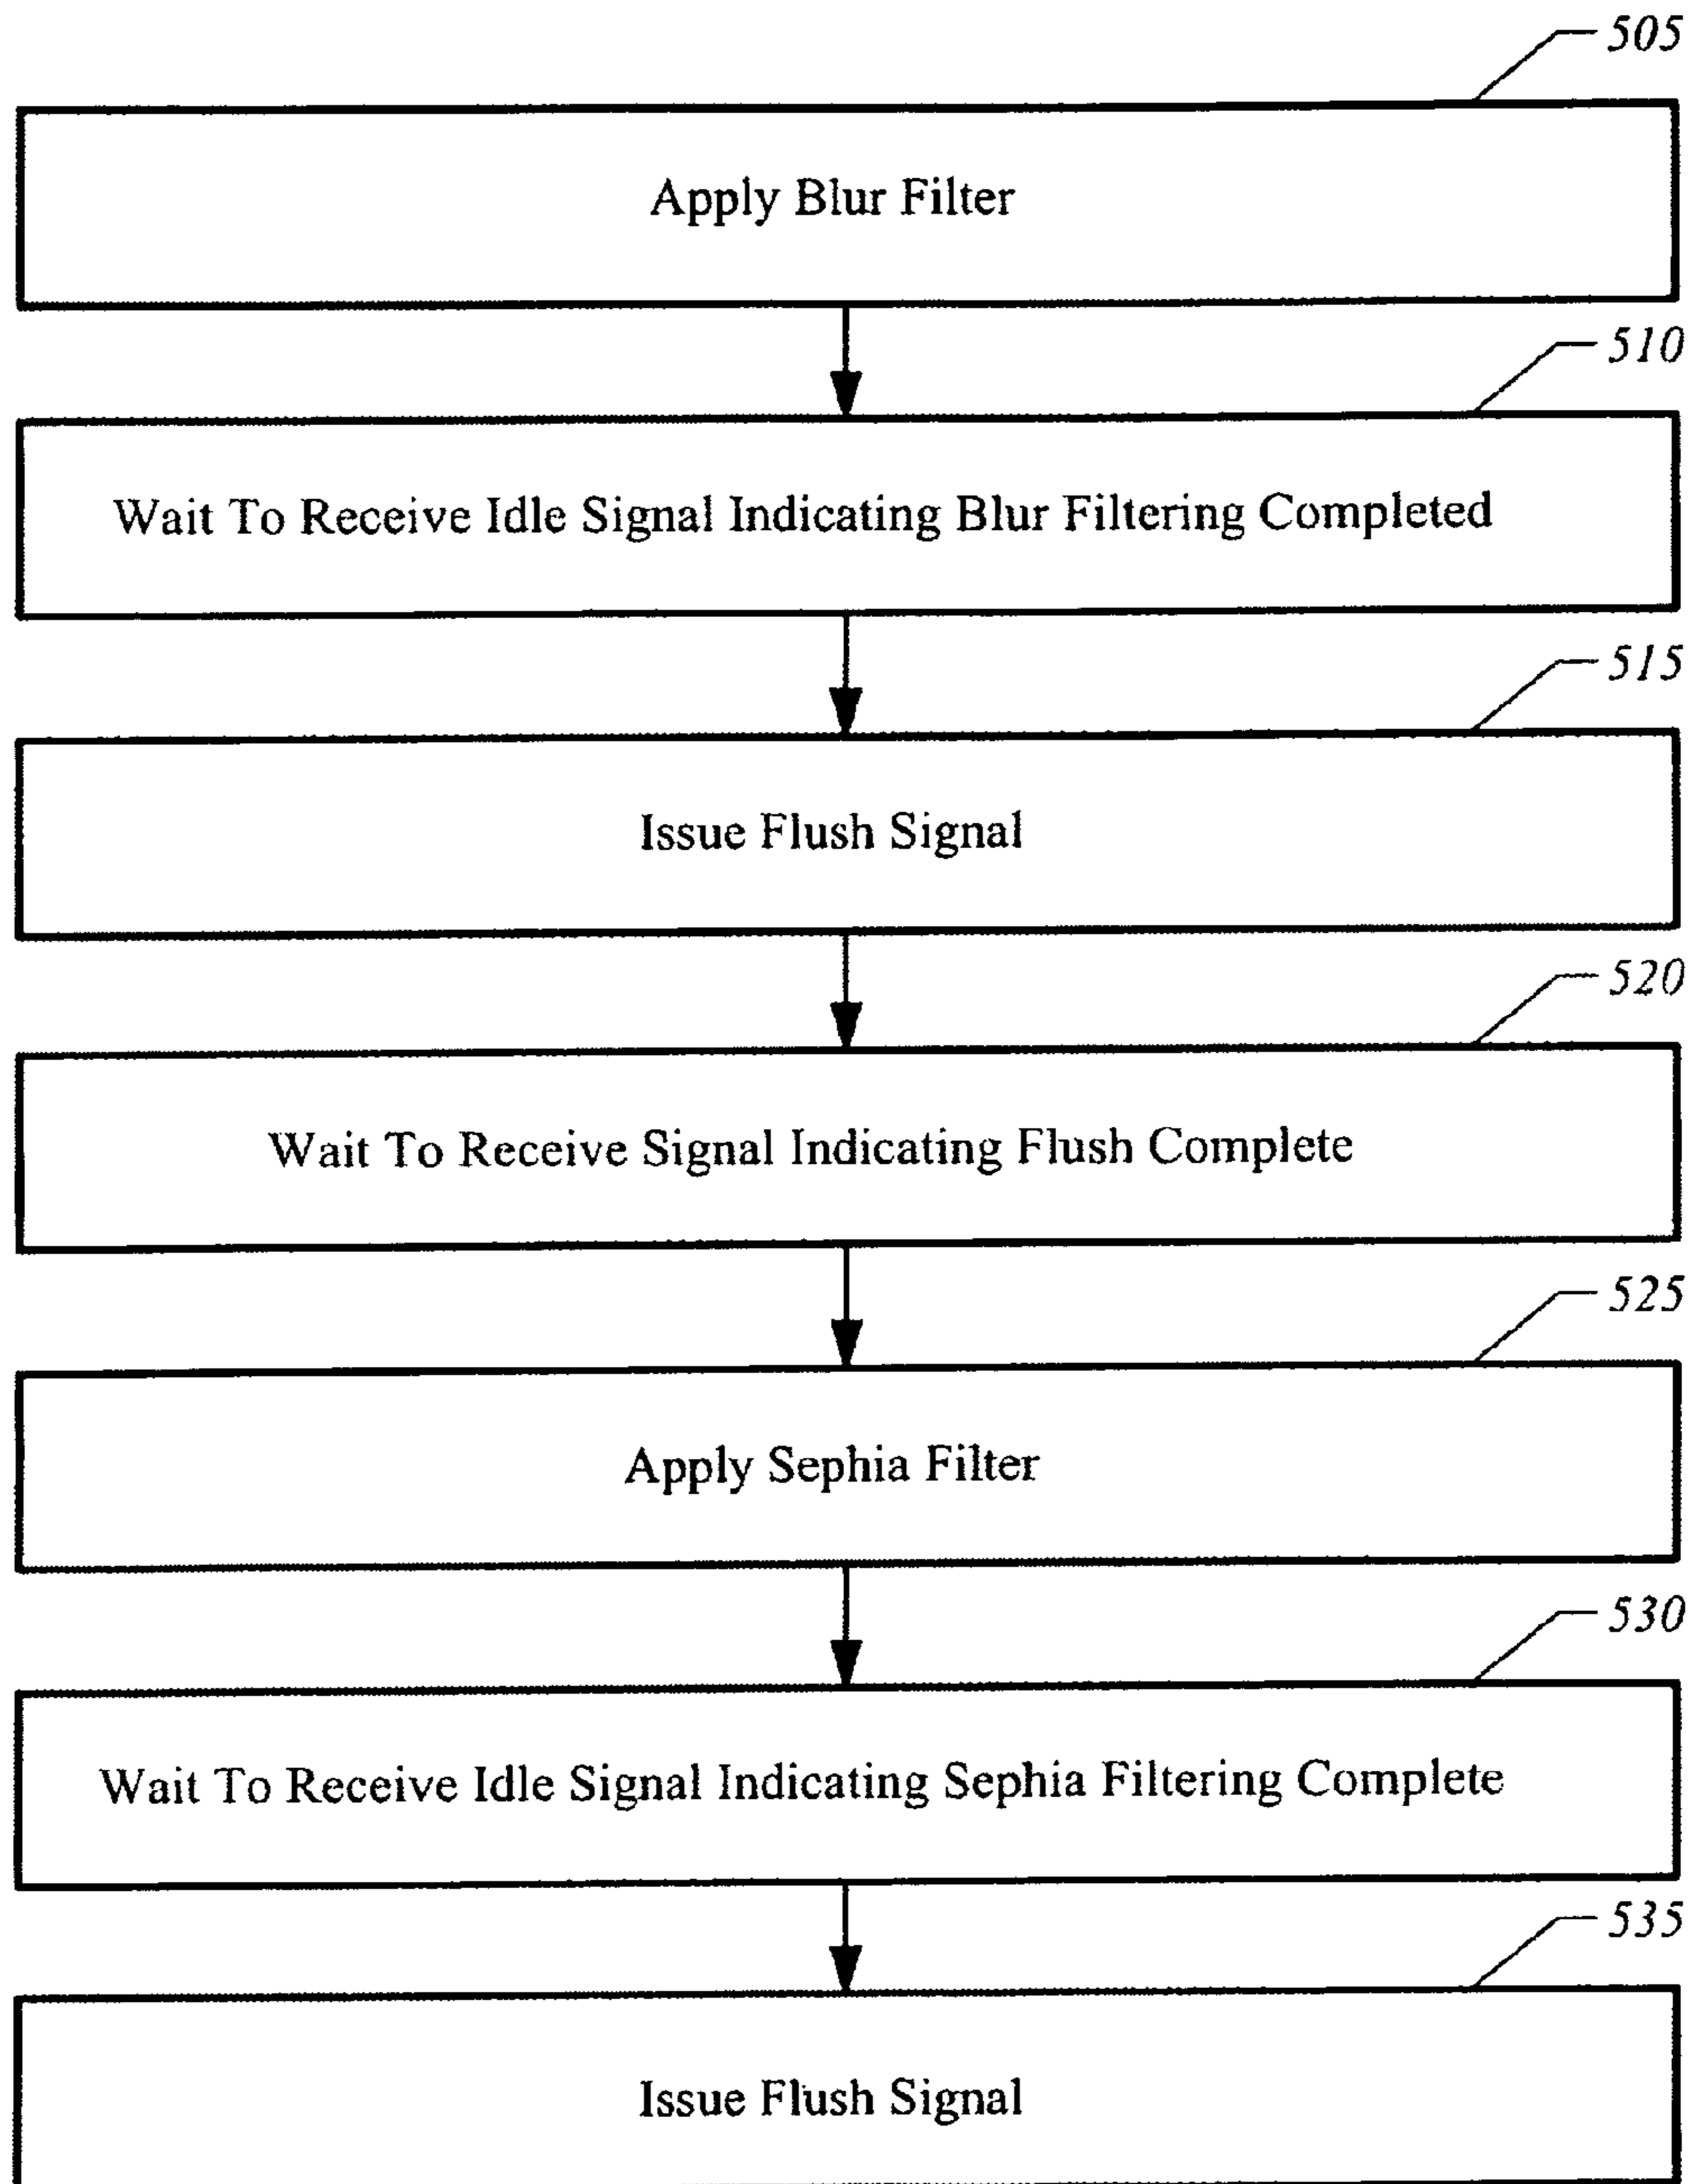 505
Apply Blur Filter
510
Wait To Receive Idle Signal Indicating Blur Filtering Completed
515
Issue Flush Signal
520
Wait To Receive Signal Indicating Flush Complete
525
Apply Sephia Filter
530
Wait To Receive Idle Signal Indicating Sephia Filtering Complete
535
Issue Flush Signal